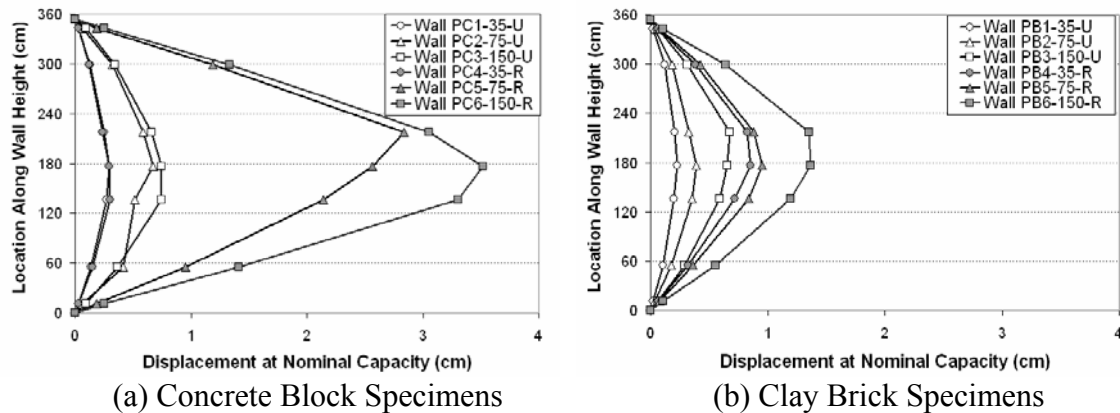 360
300
240
180
120
60
0
Location Along Wall Height (cm)
Wall PC1-35-U
Wall PC2-75-U
Wall PC3-150-U
Wall PC4-35-R
Wall PC5-75-R
Wall PC6-150-R
0 1 2 3 4
Displacement at Nominal Capacity (cm)
(a) Concrete Block Specimens
360
300
240
180
120
60
0
Location Along Wall Height (cm)
Wall PB1-35-U
Wall PB2-75-U
Wall PB3-150-U
Wall PB4-35-R
Wall PB5-75-R
Wall PB6-150-R
0 1 2 3 4
Displacement at Nominal Capacity (cm)
(b) Clay Brick Specimens